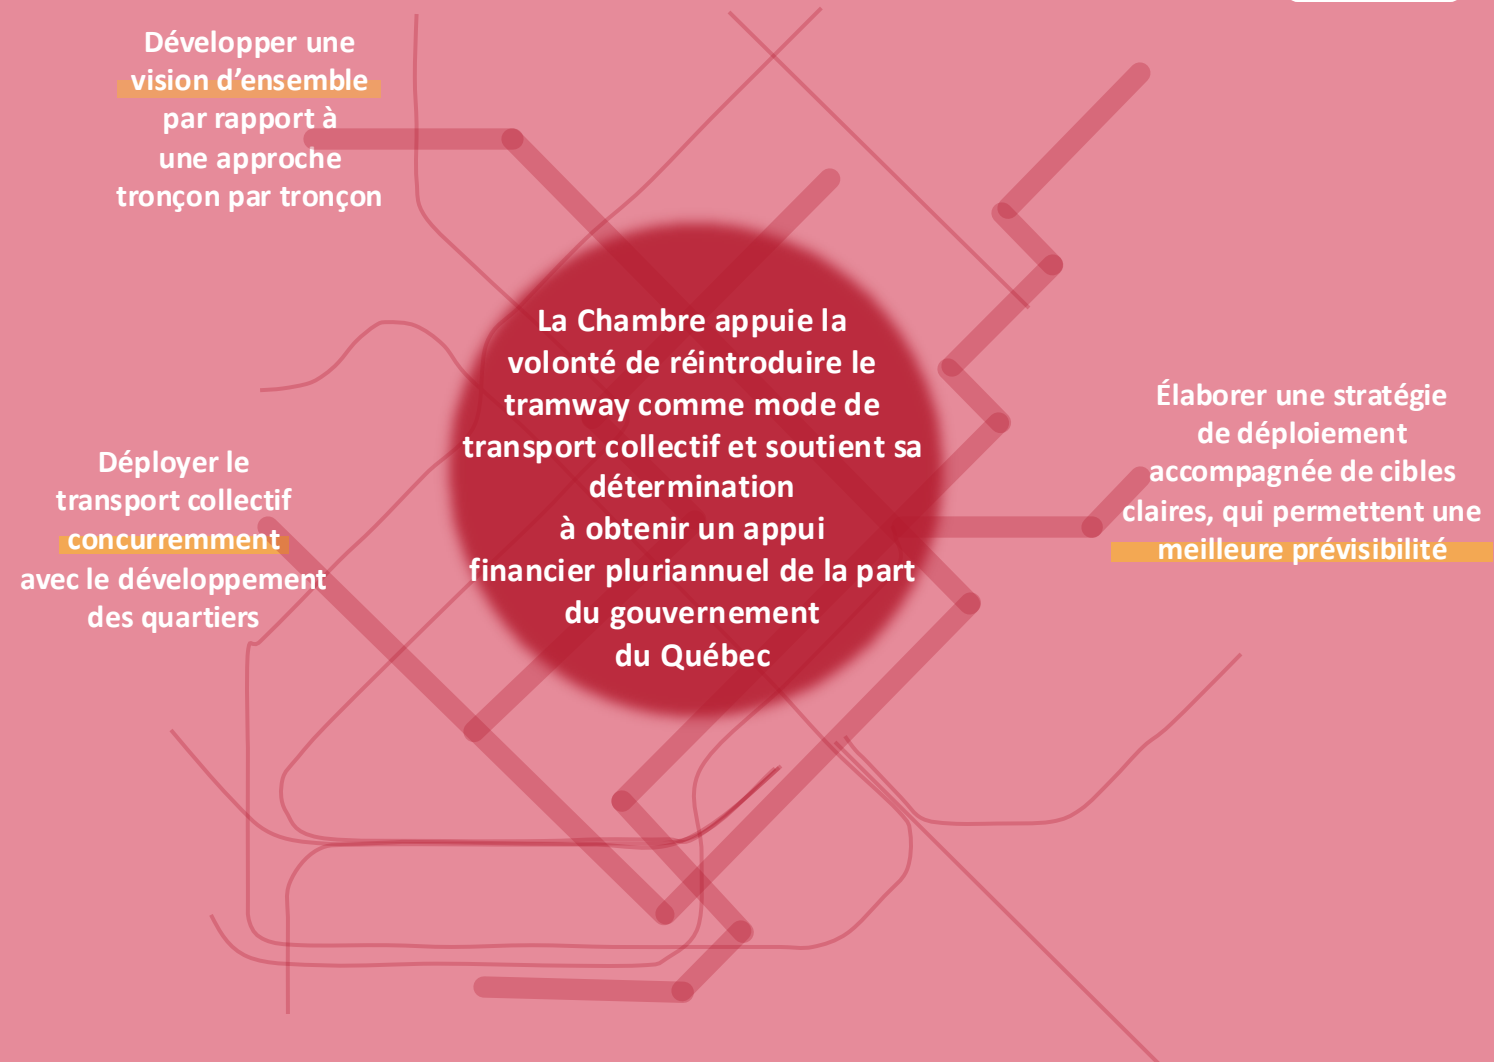 Développer une
vision d’ensemble
par rapport à
une approche
tronçon par tronçon
La Chambre appuie la
volonté de réintroduire le
tramway comme mode de
transport collectif et soutient sa
détermination
à obtenir un appui
financier pluriannuel de la part
du gouvernement
du Québec
Élaborer une stratégie
de déploiement
accompagnée de cibles
claires, qui permettent une
meilleure prévisibilité
Déployer le
transport collectif
concurremment
avec le développement
des quartiers